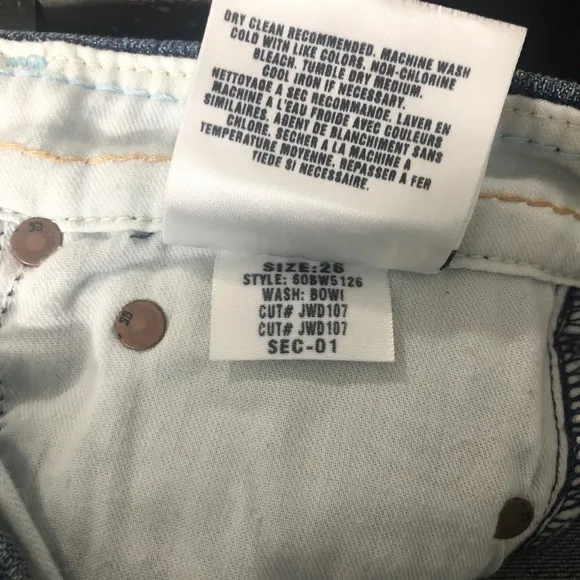 DRY CLEAN RECOMMENDED. MACHINE WASH
COLD WITH LIKE COLORS. NON-CHLORINE
BLEACH. TUMBLE DRY MEDIUM.
COOL IRON IF NECESSARY.
NETTOYAGE A SEC RECOMMANDE. LAVER EN
MACHINE A L'EAU FROIDE AVEC COULEURS
SIMILAIRES. AGENT DE BLANCHIMENT SANS
CHLORE. SECHER A LA MACHINE A
TEMPERATURE MOYENNE. REPASSER A FER
TIEDE SI NECESSAIRE.
SIZE:26
STYLE: 60BW5126
WASH: BOWI
CUT# JWD107
CUT# JWD107
SEC-01